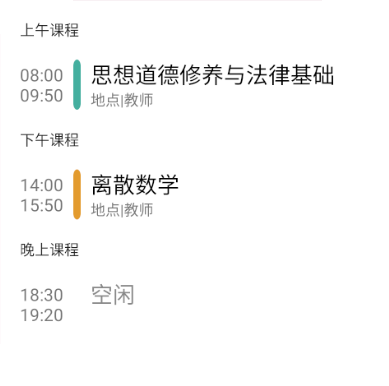 上午课程
08:00 思想道德修养与法律基础
09:50 地点|教师
下午课程
14:00 离散数学
15:50 地点|教师
晚上课程
18:30 空闲
19:20